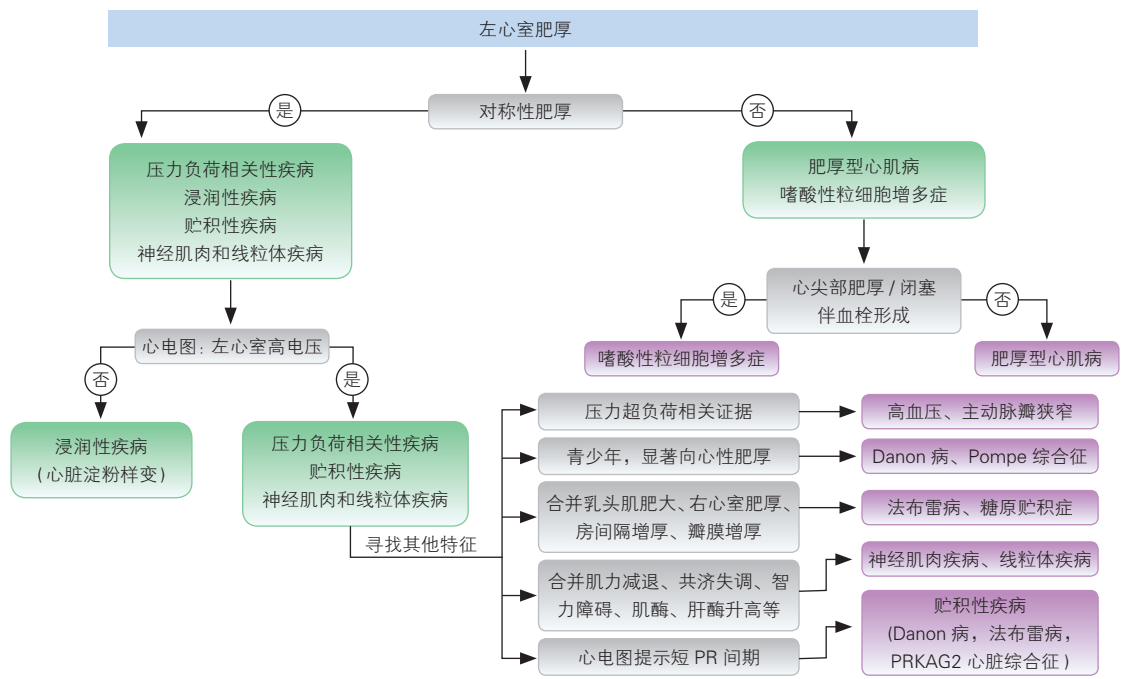 左心室肥厚
对称性肥厚
是
否
压力负荷相关性疾病
浸润性疾病
贮积性疾病
神经肌肉和线粒体疾病
肥厚型心肌病
嗜酸性粒细胞增多症
心尖部肥厚 / 闭塞
伴血栓形成
是
否
嗜酸性粒细胞增多症
肥厚型心肌病
心电图：左心室高电压
否
是
浸润性疾病
(心脏淀粉样变)
压力负荷相关性疾病
贮积性疾病
神经肌肉和线粒体疾病
寻找其他特征
压力超负荷相关证据
高血压、主动脉瓣狭窄
青少年，显著向心性肥厚
Danon 病、Pompe 综合征
合并乳头肌肥大、右心室肥厚、
房间隔增厚、瓣膜增厚
法布雷病、糖原贮积症
合并肌力减退、共济失调、智
力障碍、肌酶、肝酶升高等
神经肌肉疾病、线粒体疾病
心电图提示短 PR 间期
贮积性疾病
(Danon 病，法布雷病，
PRKAG2 心脏综合征)